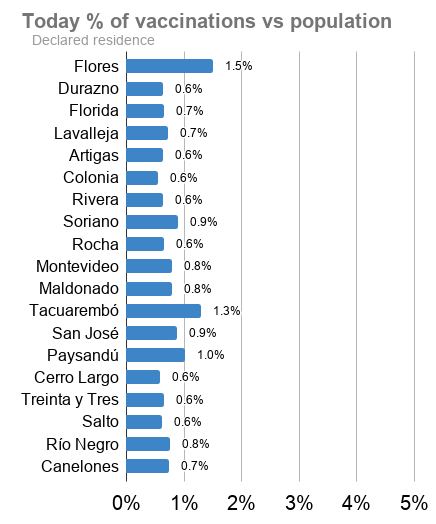 Today % of vaccinations vs population
Declared residence
Flores 1.5%
Durazno 0.6%
Florida 0.7%
Lavalleja 0.7%
Artigas 0.6%
Colonia 0.6%
Rivera 0.6%
Soriano 0.9%
Rocha 0.6%
Montevideo 0.8%
Maldonado 0.8%
Tacuarembó 1.3%
San José 0.9%
Paysandú 1.0%
Cerro Largo 0.6%
Treinta y Tres 0.6%
Salto 0.6%
Río Negro 0.8%
Canelones 0.7%
0% 1% 2% 3% 4% 5%